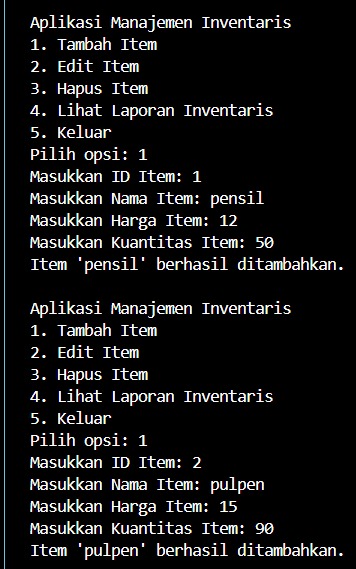 Aplikasi Manajemen Inventaris
1. Tambah Item
2. Edit Item
3. Hapus Item
4. Lihat Laporan Inventaris
5. Keluar
Pilih opsi: 1
Masukkan ID Item: 1
Masukkan Nama Item: pensil
Masukkan Harga Item: 12
Masukkan Kuantitas Item: 50
Item 'pensil' berhasil ditambahkan.
Aplikasi Manajemen Inventaris
1. Tambah Item
2. Edit Item
3. Hapus Item
4. Lihat Laporan Inventaris
5. Keluar
Pilih opsi: 1
Masukkan ID Item: 2
Masukkan Nama Item: pulpen
Masukkan Harga Item: 15
Masukkan Kuantitas Item: 90
Item 'pulpen' berhasil ditambahkan.